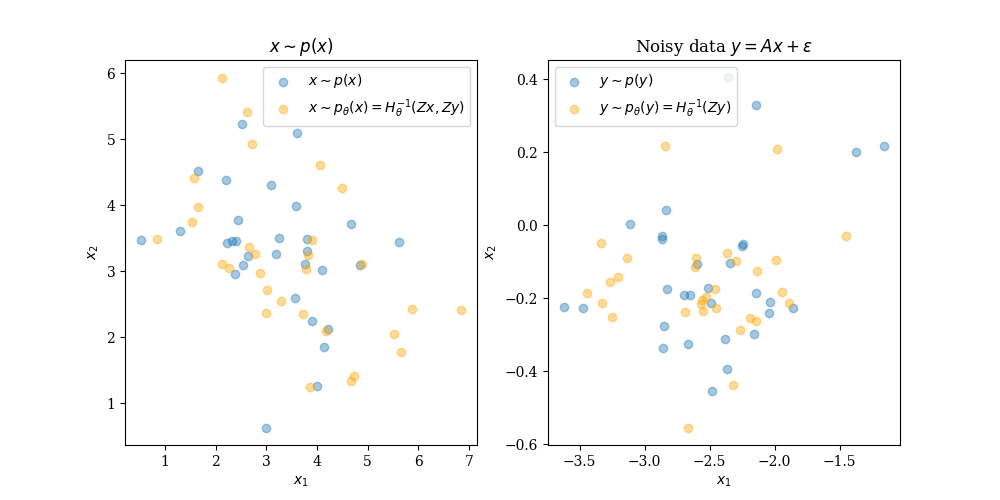 x ∼ p(x)
x ∼ p(x)
x ∼ p_θ(x) = H_θ^{-1}(Zx, Zy)
6
5
4
3
2
1
x_2
1 2 3 4 5 6 7
x_1
Noisy data y = Ax + ε
y ∼ p(y)
y ∼ p_θ(y) = H_θ^{-1}(Zy)
0.4
0.2
0.0
−0.2
−0.4
−0.6
x_2
−3.5 −3.0 −2.5 −2.0 −1.5
x_1